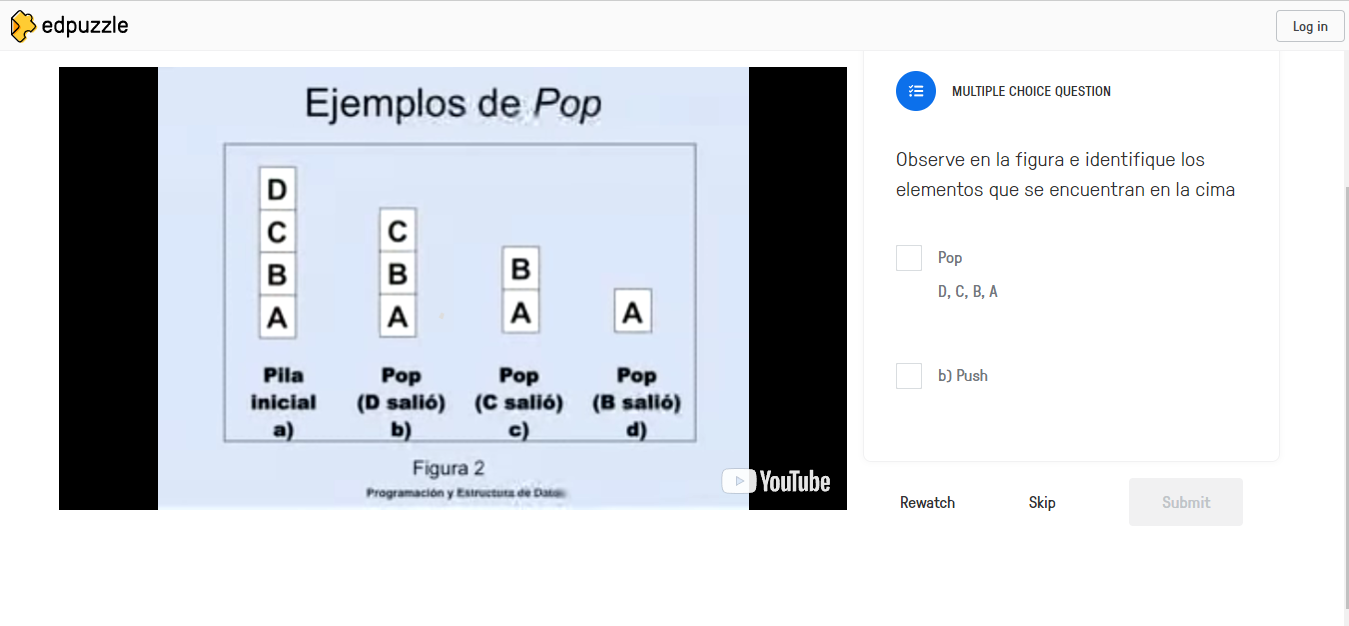 edpuzzle
Log in
Ejemplos de Pop
D
C
B
A
C
B
A
B
A
A
Pila inicial a)
Pop (D salió) b)
Pop (C salió) c)
Pop (B salió) d)
Figura 2
Programación y Estructura de Datos
YouTube
MULTIPLE CHOICE QUESTION
Observe en la figura e identifique los
elementos que se encuentran en la cima
Pop
D, C, B, A
b) Push
Rewatch
Skip
Submit